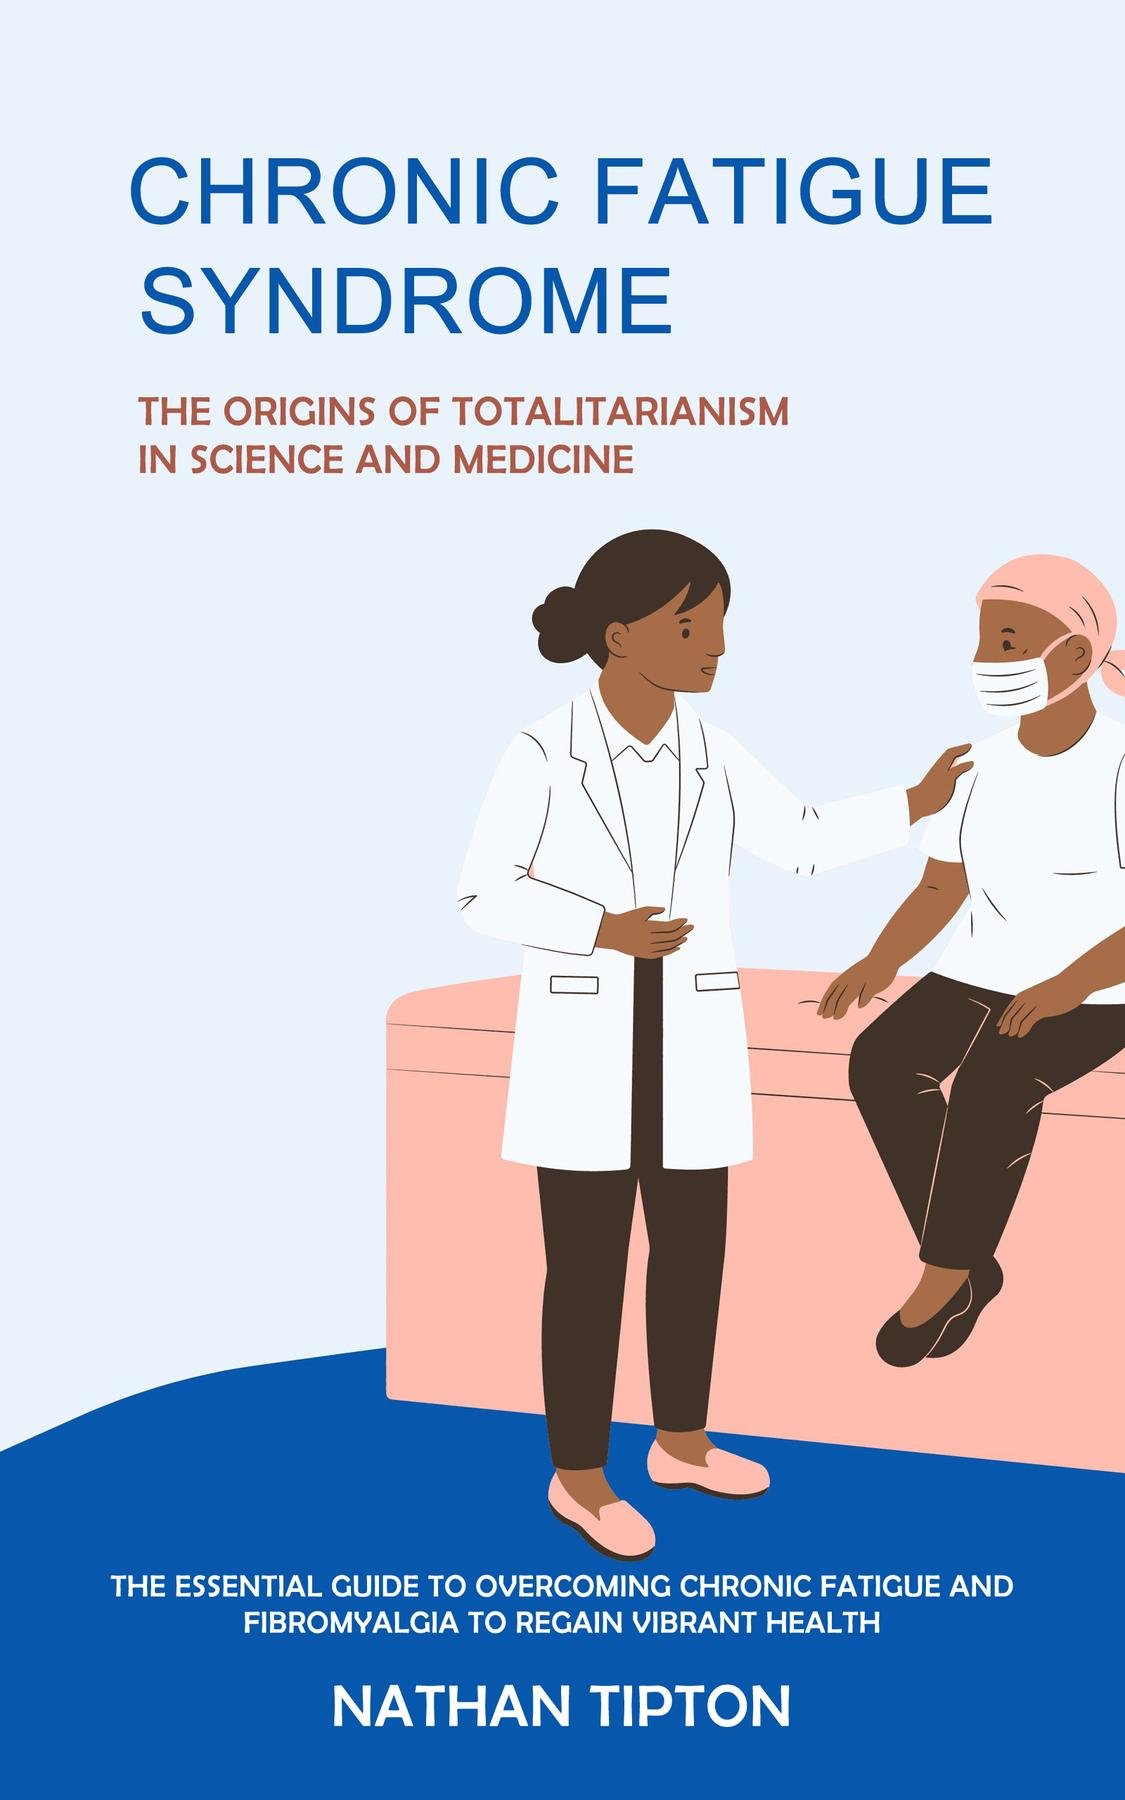 CHRONIC FATIGUE
SYNDROME
THE ORIGINS OF TOTALITARIANISM
IN SCIENCE AND MEDICINE
THE ESSENTIAL GUIDE TO OVERCOMING CHRONIC FATIGUE AND
FIBROMYALGIA TO REGAIN VIBRANT HEALTH
NATHAN TIPTON